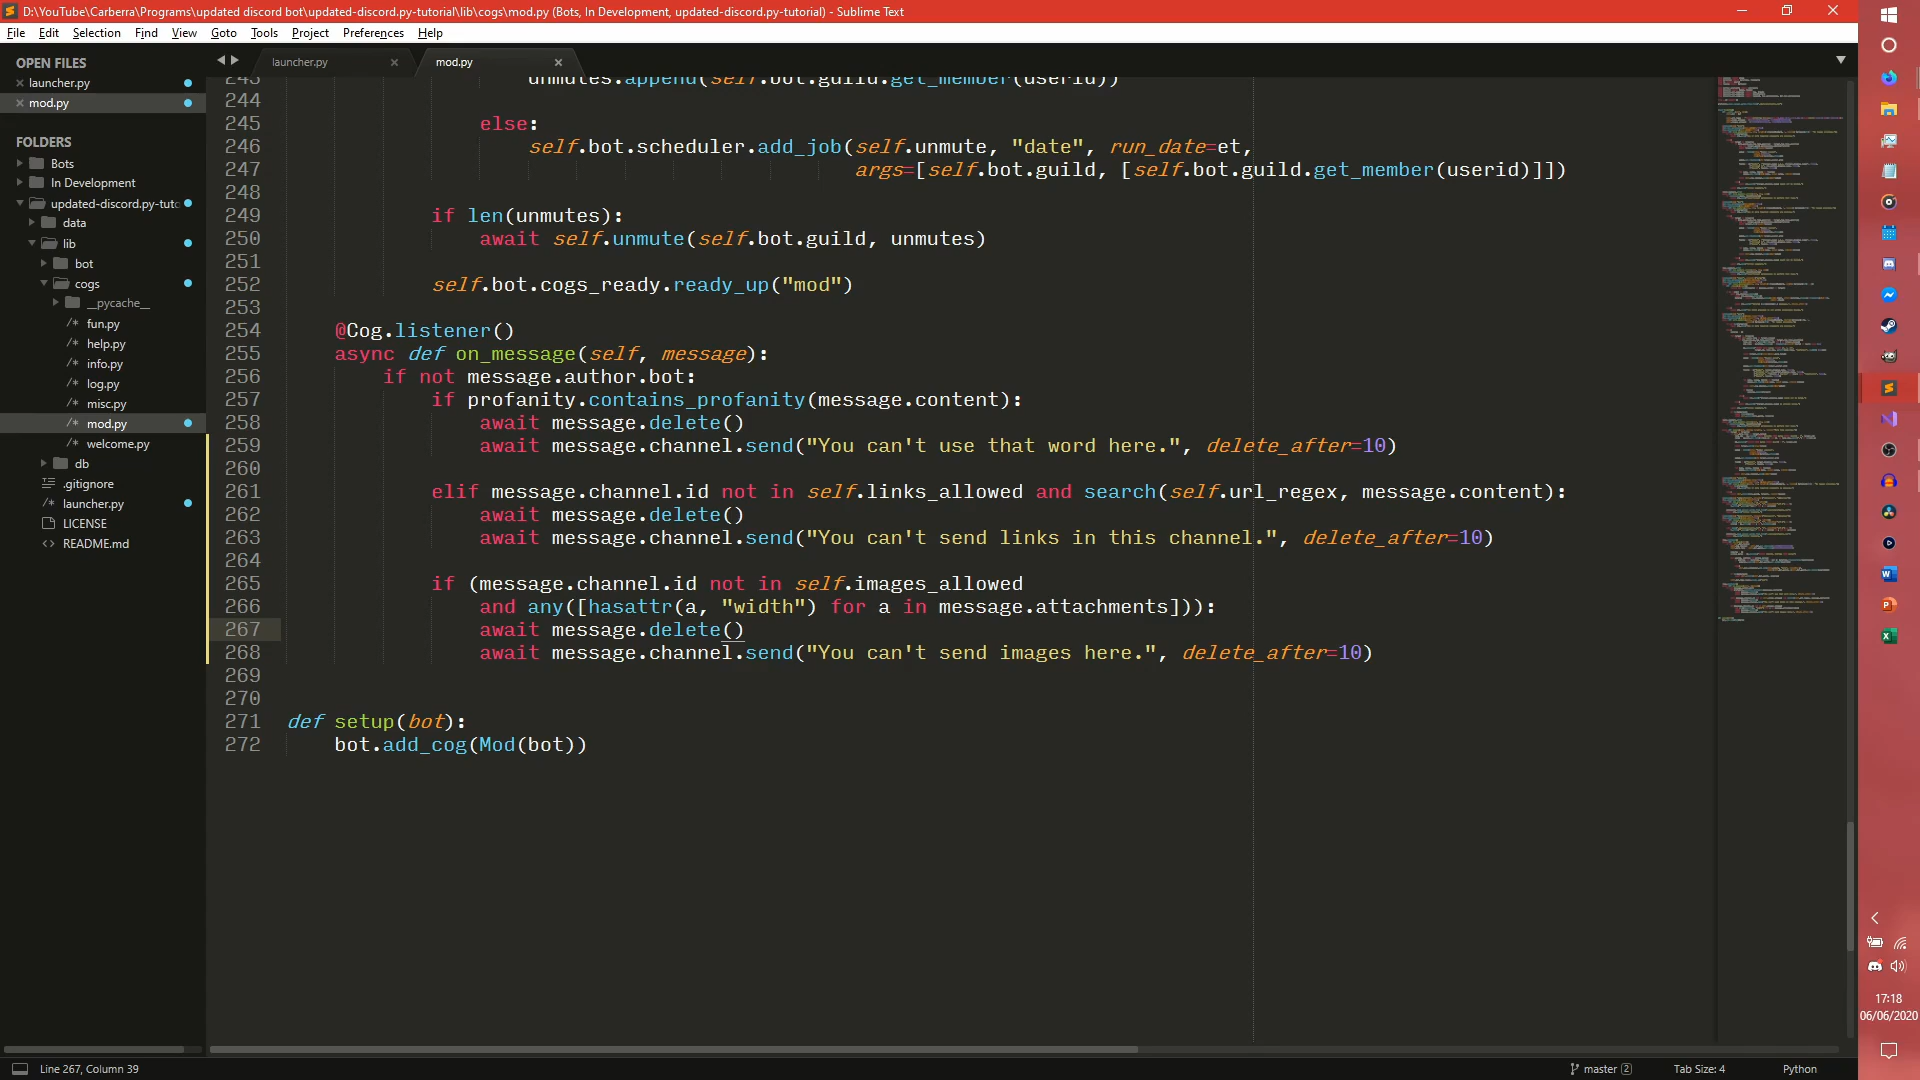 D:\YouTube\Carberra\Programs\updated discord bot\updated-discord.py-tutorial\lib\cogs\mod.py (Bots, In Development, updated-discord.py-tutorial) - Sublime Text
File Edit Selection Find View Goto Tools Project Preferences Help
OPEN FILES
launcher.py
mod.py
FOLDERS
Bots
In Development
updated-discord.py-tuto
data
lib
bot
cogs
__pycache__
/* fun.py
/* help.py
/* info.py
/* log.py
/* misc.py
/* mod.py
/* welcome.py
db
.gitignore
/* launcher.py
LICENSE
<> README.md
launcher.py
mod.py
243 unmutes.append(self.bot.guild.get_member(userid))
244
245 else:
246 self.bot.scheduler.add_job(self.unmute, "date", run_date=et,
247 args=[self.bot.guild, [self.bot.guild.get_member(userid)]])
248
249 if len(unmutes):
250 await self.unmute(self.bot.guild, unmutes)
251
252 self.bot.cogs_ready.ready_up("mod")
253
254 @Cog.listener()
255 async def on_message(self, message):
256 if not message.author.bot:
257 if profanity.contains_profanity(message.content):
258 await message.delete()
259 await message.channel.send("You can't use that word here.", delete_after=10)
260
261 elif message.channel.id not in self.links_allowed and search(self.url_regex, message.content):
262 await message.delete()
263 await message.channel.send("You can't send links in this channel.", delete_after=10)
264
265 if (message.channel.id not in self.images_allowed
266 and any([hasattr(a, "width") for a in message.attachments])):
267 await message.delete()
268 await message.channel.send("You can't send images here.", delete_after=10)
269
270
271 def setup(bot):
272 bot.add_cog(Mod(bot))
17:18
06/06/2020
Line 267, Column 39
master 2
Tab Size: 4
Python